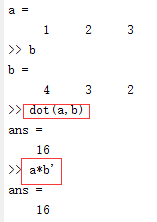 a =
1 2 3
>> b
b =
4 3 2
>> dot(a,b)
ans =
16
>> a*b'
ans =
16